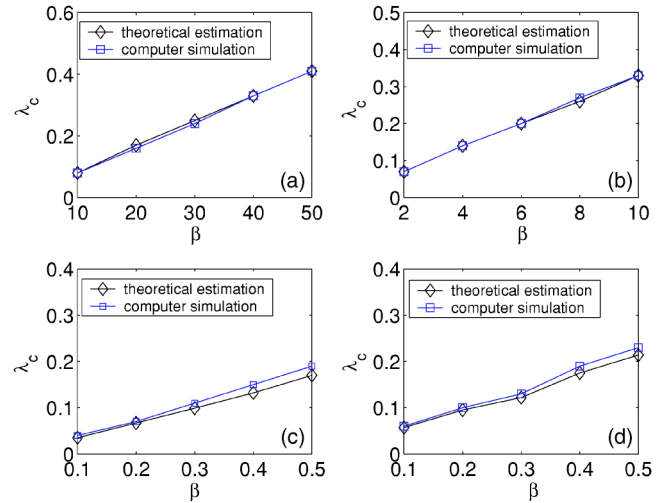 theoretical estimation
computer simulation
0.6
0.4
0.2
0
λc
10 20 30 40 50
β
(a)
theoretical estimation
computer simulation
0.5
0.4
0.3
0.2
0.1
0
λc
2 4 6 8 10
β
(b)
theoretical estimation
computer simulation
0.4
0.3
0.2
0.1
0
λc
0.1 0.2 0.3 0.4 0.5
β
(c)
theoretical estimation
computer simulation
0.4
0.3
0.2
0.1
0
λc
0.1 0.2 0.3 0.4 0.5
β
(d)